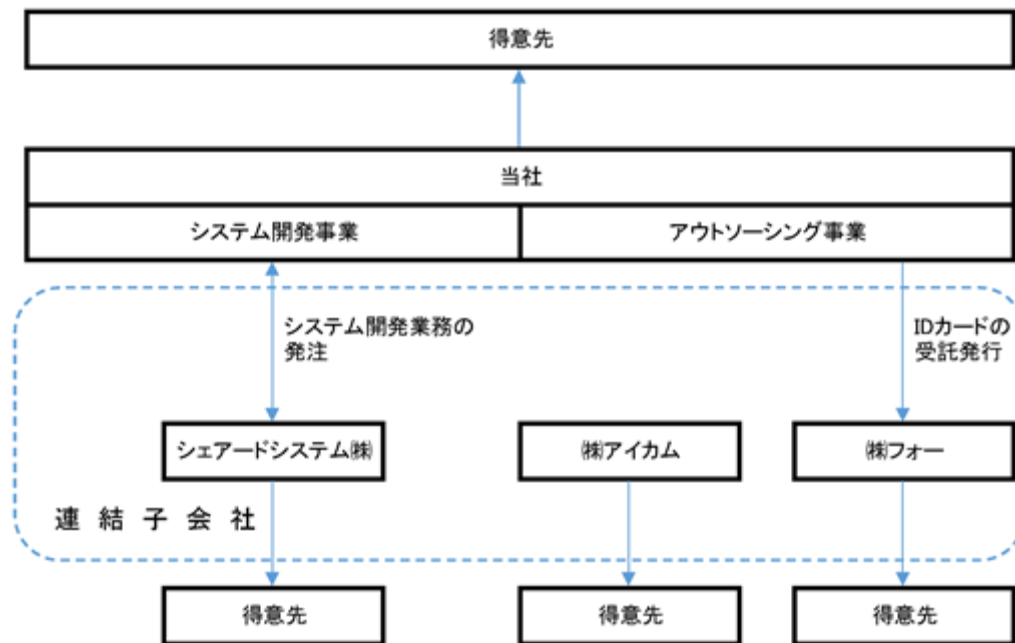 得意先
当社
システム開発事業
アウトソーシング事業
システム開発業務の
発注
IDカードの
受託発行
シェアードシステム㈱
㈱アイカム
㈱フォー
連結子会社
得意先
得意先
得意先